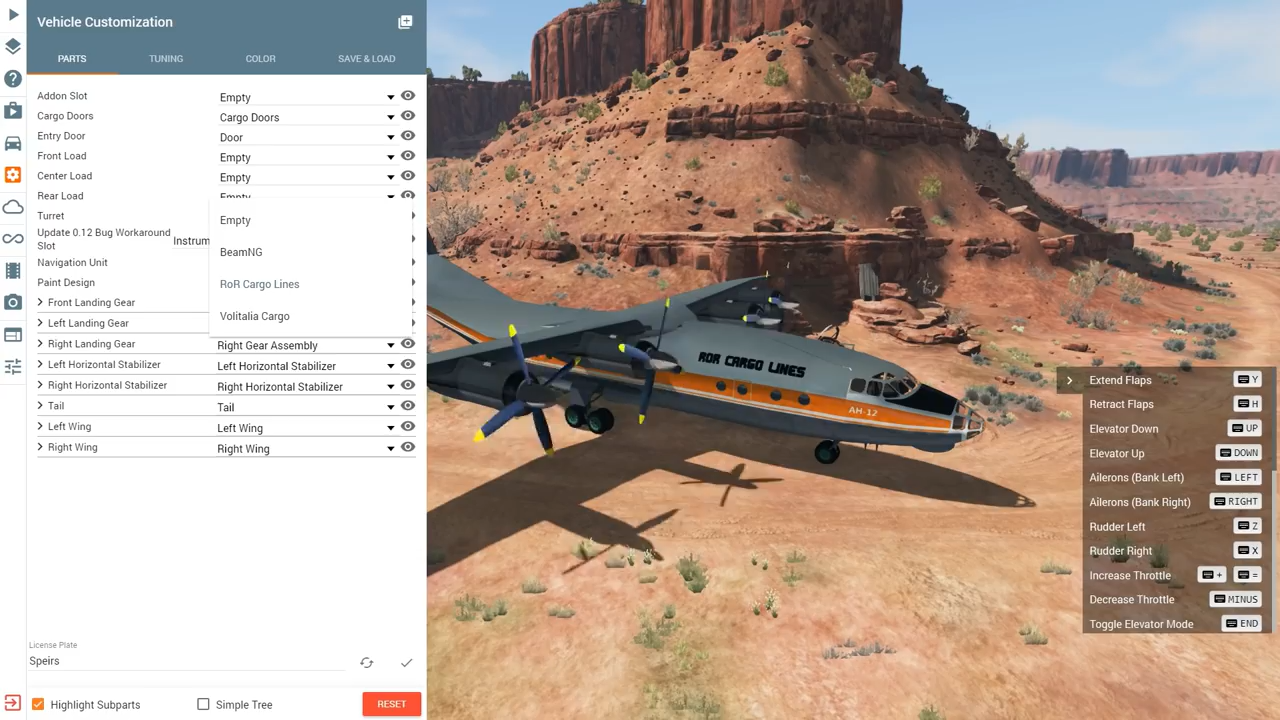 Vehicle Customization
PARTS TUNING COLOR SAVE & LOAD
Addon Slot Empty
Cargo Doors Cargo Doors
Entry Door Door
Front Load Empty
Center Load Empty
Rear Load Empty
Turret
Update 0.12 Bug Workaround
Slot Instrum
Navigation Unit
Paint Design
Empty
BeamNG
RoR Cargo Lines
Volitalia Cargo
Front Landing Gear
Left Landing Gear
Right Landing Gear Right Gear Assembly
Left Horizontal Stabilizer Left Horizontal Stabilizer
Right Horizontal Stabilizer Right Horizontal Stabilizer
Tail Tail
Left Wing Left Wing
Right Wing Right Wing
License Plate
Speirs
Highlight Subparts Simple Tree RESET
ROR CARGO LINES
AH-12
Extend Flaps Y
Retract Flaps H
Elevator Down UP
Elevator Up DOWN
Ailerons (Bank Left) LEFT
Ailerons (Bank Right) RIGHT
Rudder Left Z
Rudder Right X
Increase Throttle + =
Decrease Throttle MINUS
Toggle Elevator Mode END